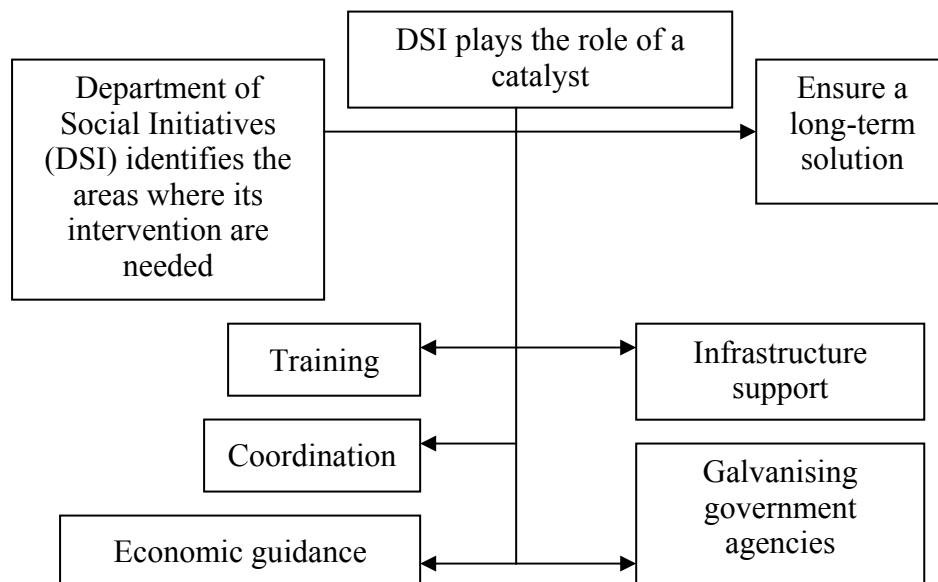 DSI plays the role of a
catalyst
Department of
Social Initiatives
(DSI) identifies the
areas where its
intervention are
needed
Ensure a
long-term
solution
Training
Infrastructure
support
Coordination
Galvanising
government
agencies
Economic guidance